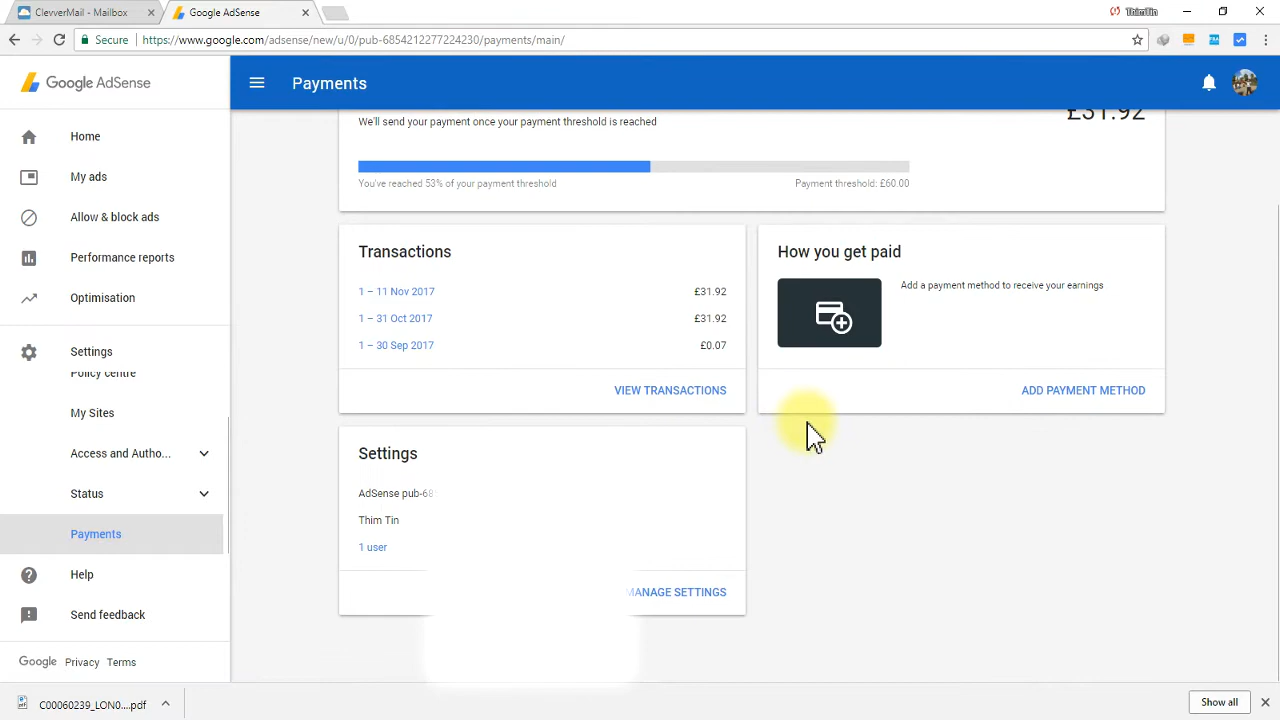 ClevverMail - Mailbox
Google AdSense
ThimTin
Secure
https://www.google.com/adsense/new/u/0/pub-6854212277224230/payments/main/
Google AdSense
Payments
Home
My ads
Allow & block ads
Performance reports
Optimisation
Settings
Policy centre
My Sites
Access and Autho...
Status
Payments
Help
Send feedback
Google Privacy Terms
£31.92
We'll send your payment once your payment threshold is reached
You've reached 53% of your payment threshold
Payment threshold: £60.00
Transactions
1 – 11 Nov 2017 £31.92
1 – 31 Oct 2017 £31.92
1 – 30 Sep 2017 £0.07
VIEW TRANSACTIONS
How you get paid
Add a payment method to receive your earnings
ADD PAYMENT METHOD
Settings
AdSense pub-68
Thim Tin
1 user
MANAGE SETTINGS
C00060239_LON0....pdf
Show all